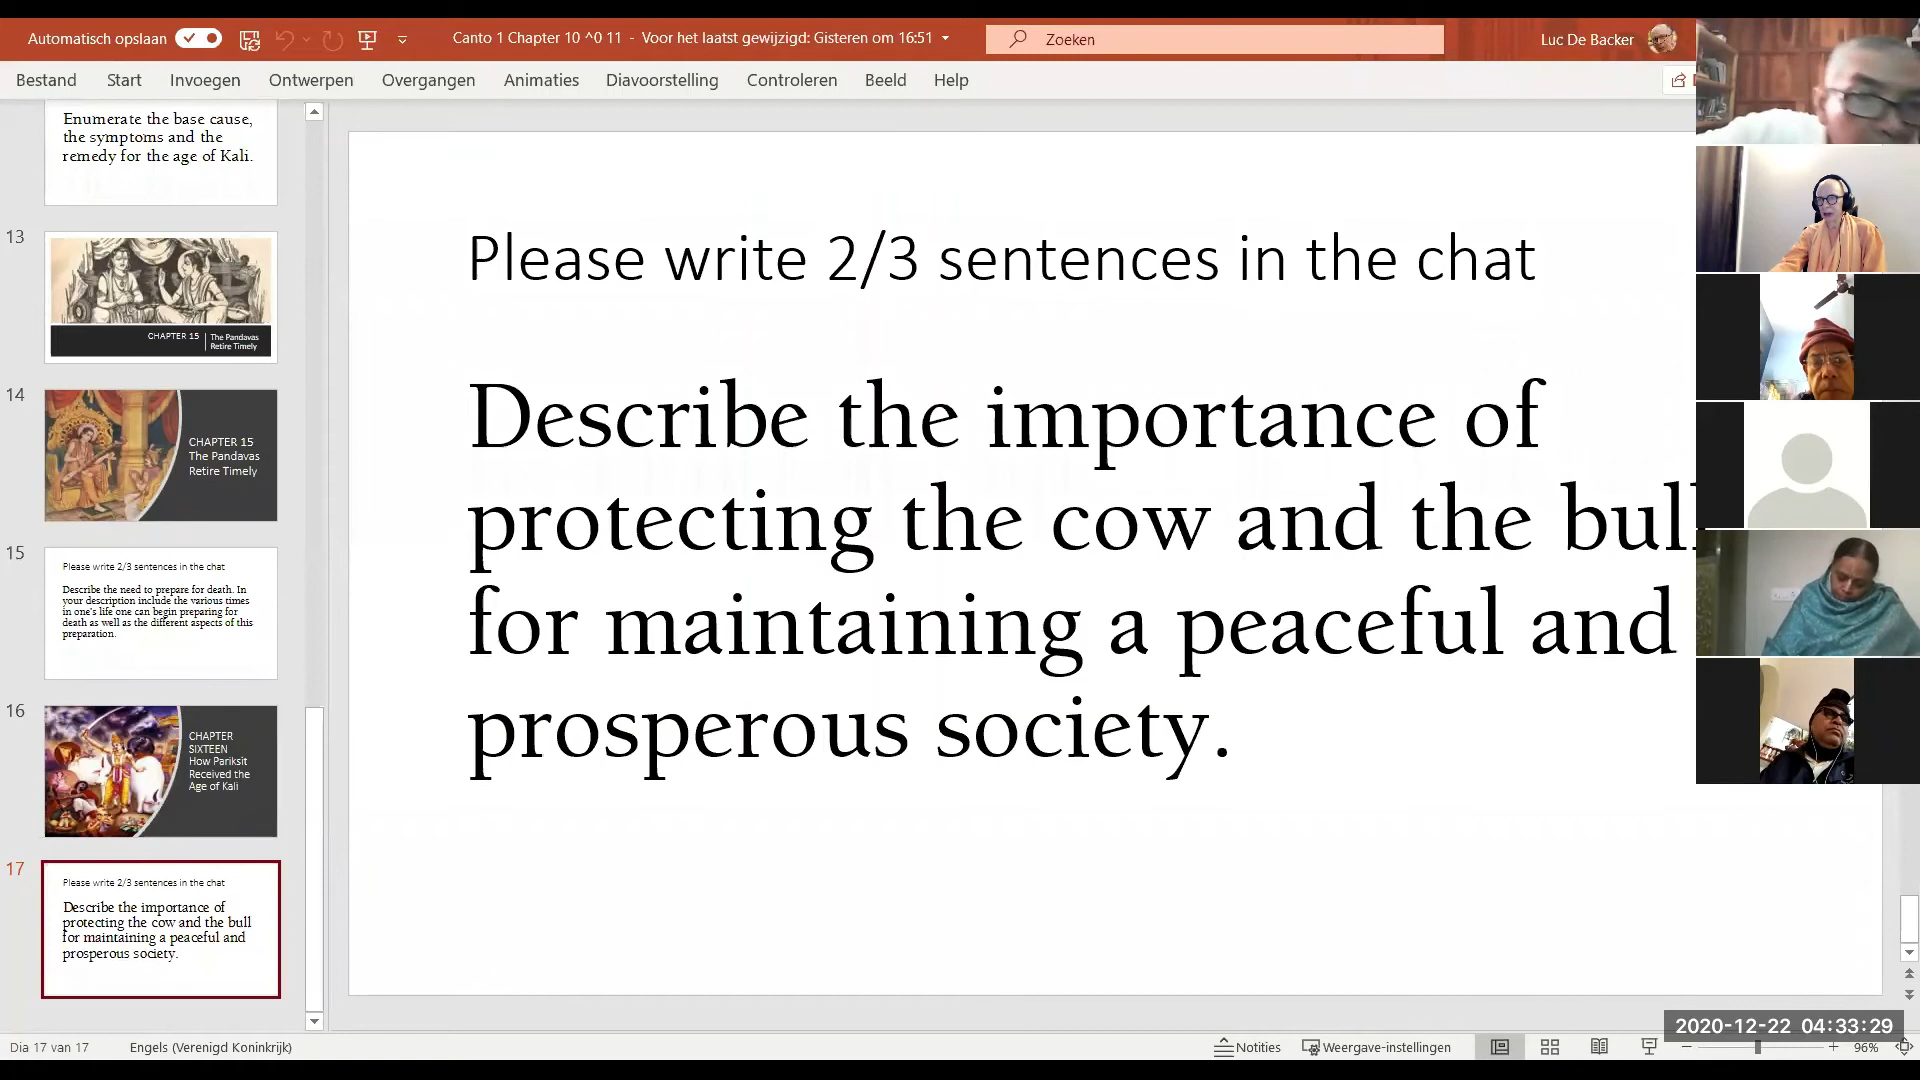 Automatisch opslaan
Canto 1 Chapter 10 ^0 11 - Voor het laatst gewijzigd: Gisteren om 16:51
Zoeken
Luc De Backer
Bestand Start Invoegen Ontwerpen Overgangen Animaties Diavoorstelling Controleren Beeld Help
Enumerate the base cause,
the symptoms and the
remedy for the age of Kali.
13
CHAPTER 15
The Pandavas
Retire Timely
14
CHAPTER 15
The Pandavas
Retire Timely
15
Please write 2/3 sentences in the chat
Describe the need to prepare for death. In
your description include the various times
in one's life one can begin preparing for
death as well as the different aspects of this
preparation.
16
CHAPTER
SIXTEEN
How Pariksit
Received the
Age of Kali
17
Please write 2/3 sentences in the chat
Describe the importance of
protecting the cow and the bull
for maintaining a peaceful and
prosperous society.
Please write 2/3 sentences in the chat
Describe the importance of
protecting the cow and the bull
for maintaining a peaceful and
prosperous society.
2020-12-22 04:33:29
Dia 17 van 17
Engels (Verenigd Koninkrijk)
Notities
Weergave-instellingen
96%